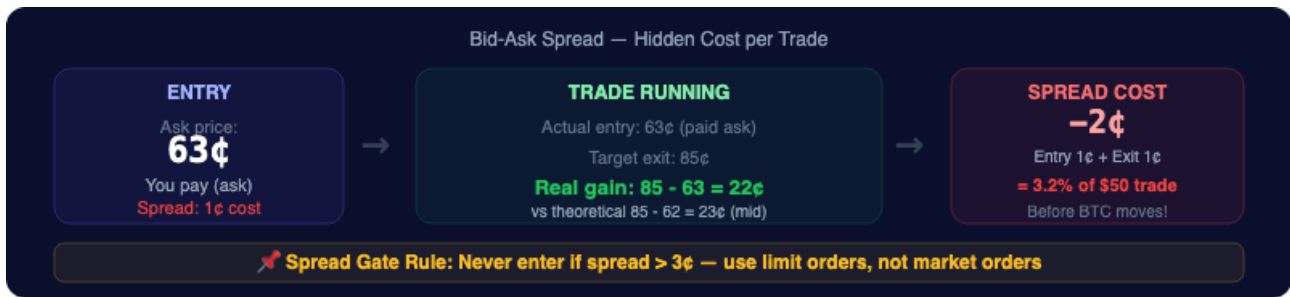 Bid-Ask Spread — Hidden Cost per Trade
ENTRY
Ask price:
63¢
You pay (ask)
Spread: 1¢ cost
→
TRADE RUNNING
Actual entry: 63¢ (paid ask)
Target exit: 85¢
Real gain: 85 - 63 = 22¢
vs theoretical 85 - 62 = 23¢ (mid)
→
SPREAD COST
−2¢
Entry 1¢ + Exit 1¢
= 3.2% of $50 trade
Before BTC moves!
📌 Spread Gate Rule: Never enter if spread > 3¢ — use limit orders, not market orders